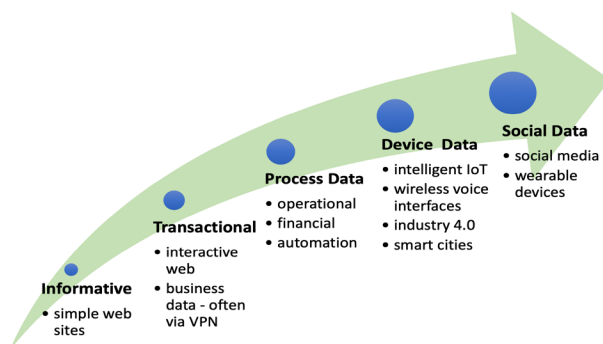 Informative
• simple web
sites
Transactional
• interactive
web
• business
data - often
via VPN
Process Data
• operational
• financial
• automation
Device Data
• intelligent IoT
• wireless voice
interfaces
• industry 4.0
• smart cities
Social Data
• social media
• wearable
devices